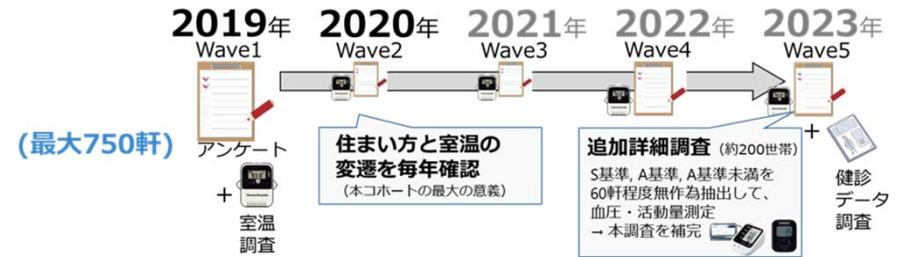 2019年 2020年 2021年 2022年 2023年
Wave1 Wave2 Wave3 Wave4 Wave5
(最大750軒)
アンケート
+
室温
調査
住まい方と室温の
変遷を毎年確認
(本コホートの最大の意義)
追加詳細調査 (約200世帯)
S基準, A基準, A基準未満を
60軒程度無作為抽出して、
血圧・活動量測定
→ 本調査を補完
+
健診
データ
調査